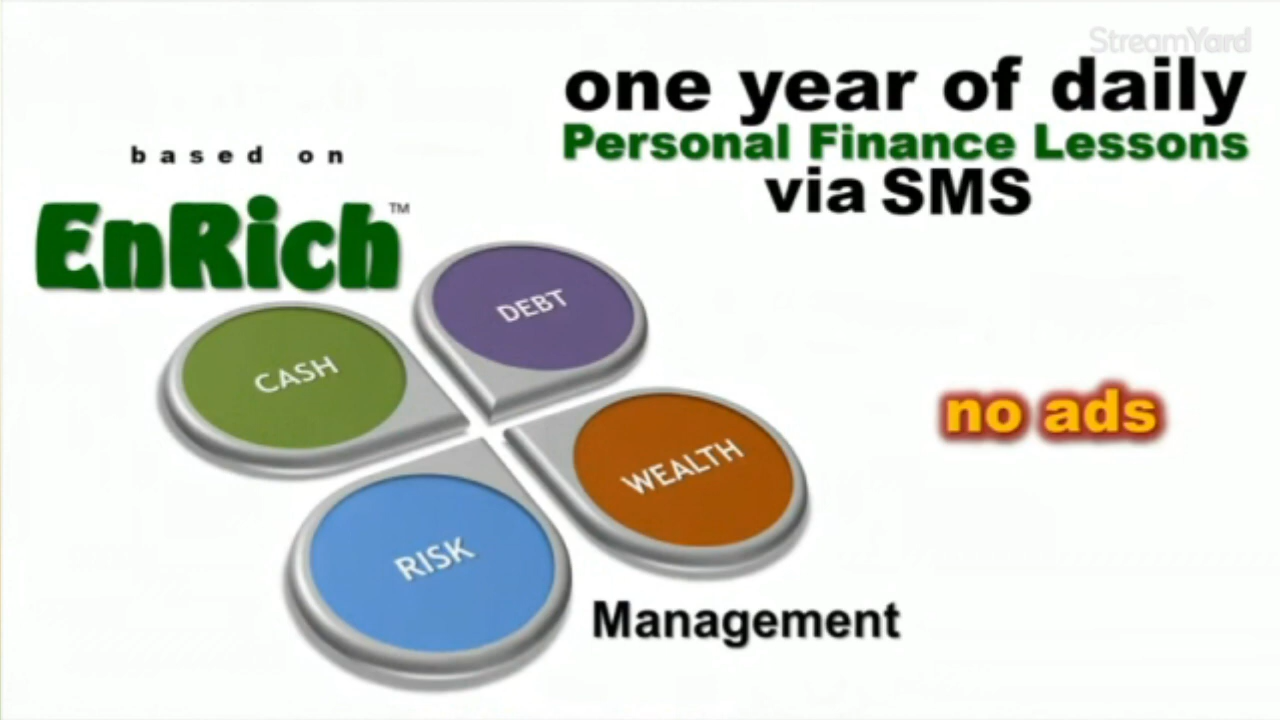 StreamYard
one year of daily
Personal Finance Lessons
via SMS
based on
EnRich™
DEBT
CASH
WEALTH
RISK
no ads
Management